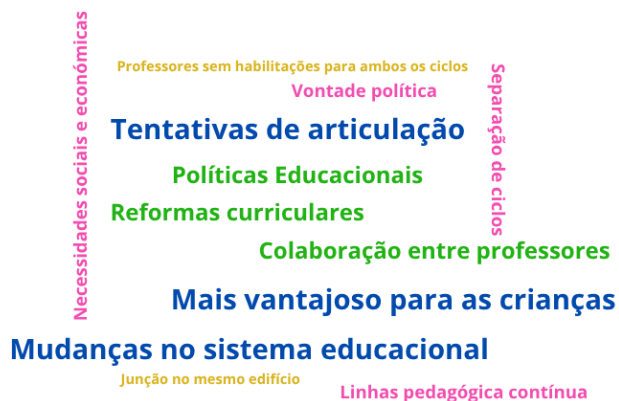 Necessidades sociais e económicas
Professores sem habilitações para ambos os ciclos
Vontade política
Separação de ciclos
Tentativas de articulação
Políticas Educacionais
Reformas curriculares
Colaboração entre professores
Mais vantajoso para as crianças
Mudanças no sistema educacional
Junção no mesmo edifício
Linhas pedagógica contínua